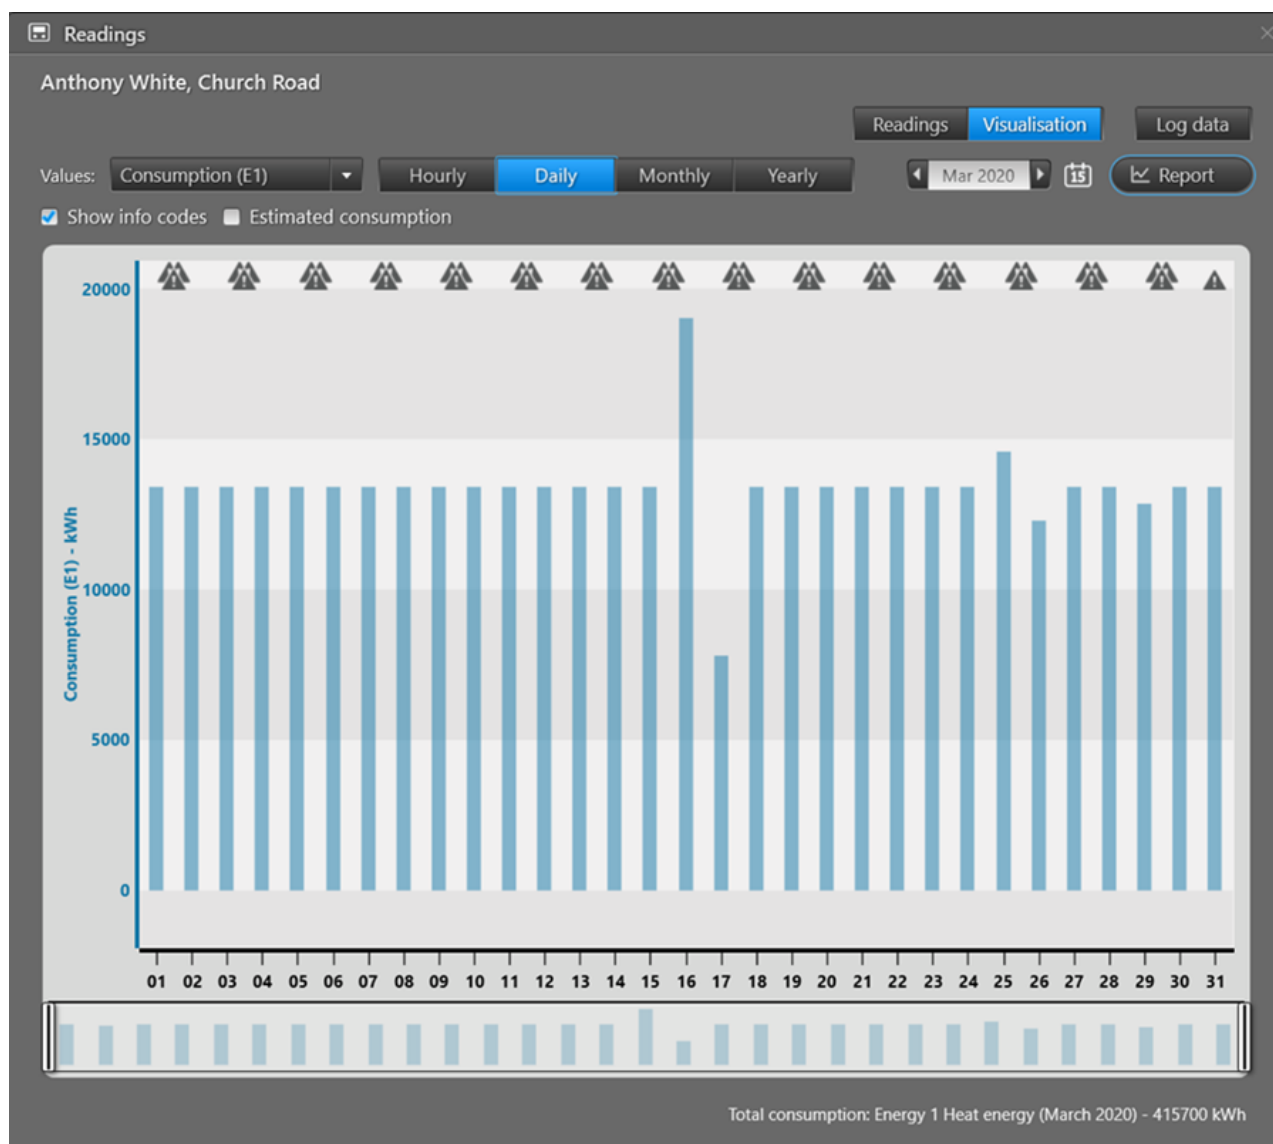 Readings
Anthony White, Church Road
Readings Visualisation Log data
Values: Consumption (E1) Hourly Daily Monthly Yearly Mar 2020 15 Report
Show info codes Estimated consumption
20000
15000
10000
5000
0
Consumption (E1) - kWh
01 02 03 04 05 06 07 08 09 10 11 12 13 14 15 16 17 18 19 20 21 22 23 24 25 26 27 28 29 30 31
Total consumption: Energy 1 Heat energy (March 2020) - 415700 kWh